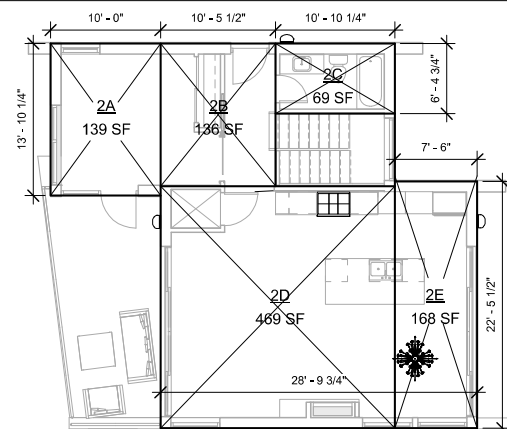 10' - 0"
10' - 5 1/2"
10' - 10 1/4"
13' - 10 1/4"
2A
139 SF
2B
136 SF
2C
69 SF
6' - 4 3/4"
7' - 6"
2D
469 SF
2E
168 SF
22' - 5 1/2"
28' - 9 3/4"